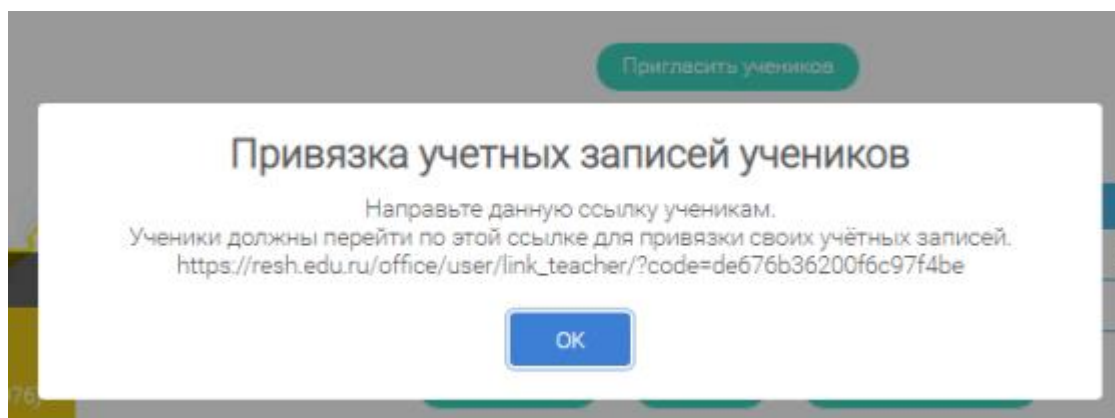 Пригласить учеников
Привязка учетных записей учеников
Направьте данную ссылку ученикам.
Ученики должны перейти по этой ссылке для привязки своих учётных записей.
https://resh.edu.ru/office/user/link_teacher/?code=de676b36200f6c97f4be
OK
076)